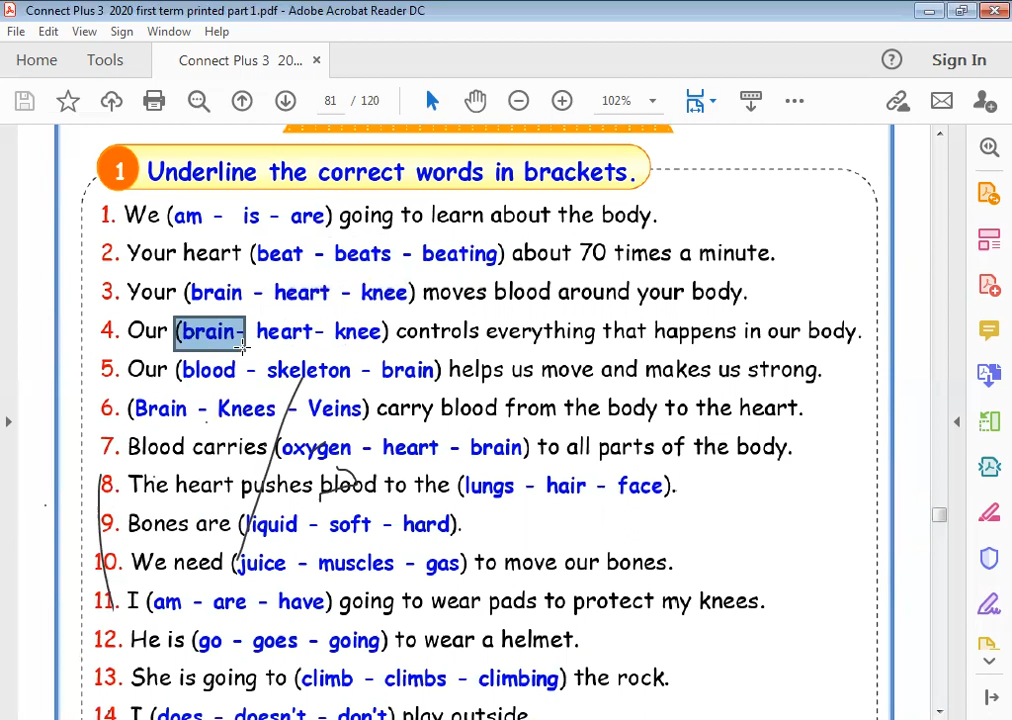 Connect Plus 3 2020 first term printed part 1.pdf - Adobe Acrobat Reader DC
File Edit View Sign Window Help
Home Tools Connect Plus 3 20... × Sign In
81 / 120 102%
1 Underline the correct words in brackets.
1. We (am - is - are) going to learn about the body.
2. Your heart (beat - beats - beating) about 70 times a minute.
3. Your (brain - heart - knee) moves blood around your body.
4. Our (brain- heart- knee) controls everything that happens in our body.
5. Our (blood - skeleton - brain) helps us move and makes us strong.
6. (Brain - Knees - Veins) carry blood from the body to the heart.
7. Blood carries (oxygen - heart - brain) to all parts of the body.
8. The heart pushes blood to the (lungs - hair - face).
9. Bones are (liquid - soft - hard).
10. We need (juice - muscles - gas) to move our bones.
11. I (am - are - have) going to wear pads to protect my knees.
12. He is (go - goes - going) to wear a helmet.
13. She is going to (climb - climbs - climbing) the rock.
14. I (does - doesn't - don't) play outside.